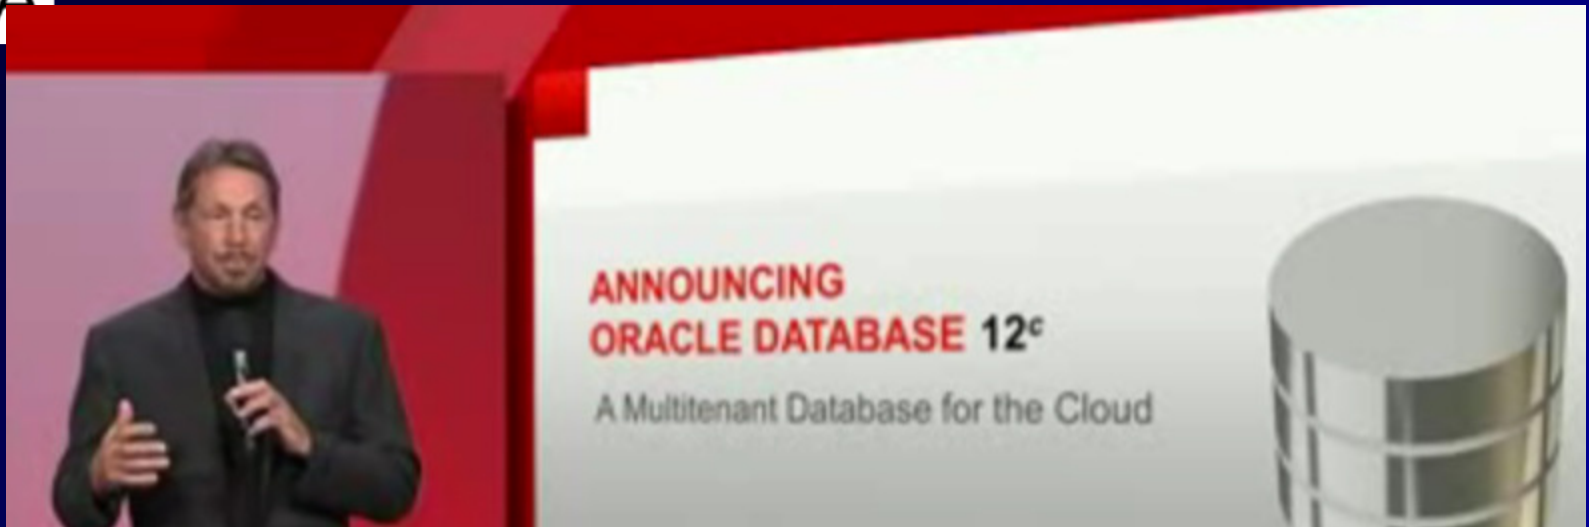 ANNOUNCING
ORACLE DATABASE 12c
A Multitenant Database for the Cloud